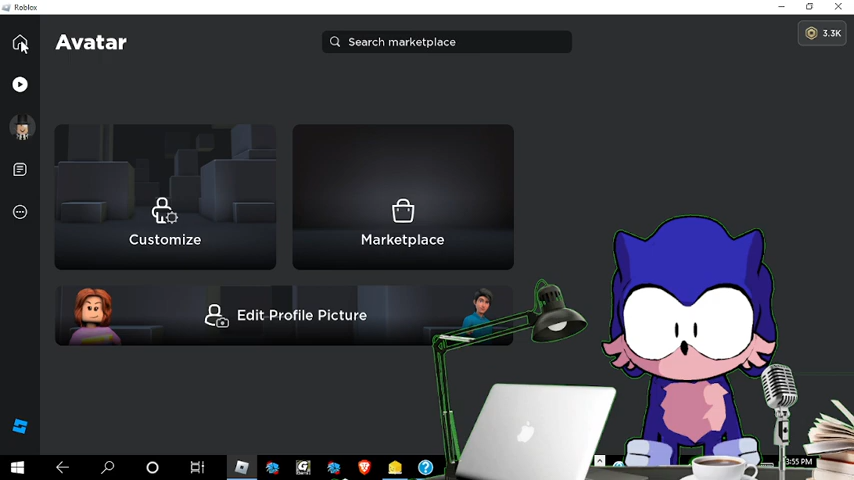 Roblox
Avatar
Search marketplace
3.3K
Customize
Marketplace
Edit Profile Picture
3:55 PM